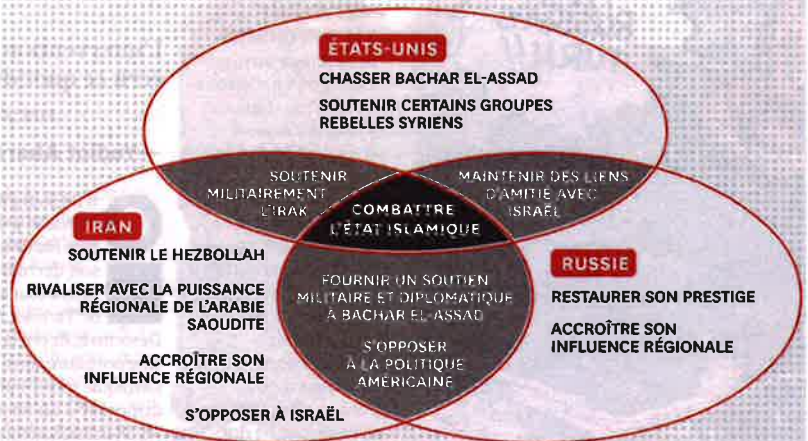 ÉTATS-UNIS
CHASSER BACHAR EL-ASSAD
SOUTENIR CERTAINS GROUPES
REBELLES SYRIENS
SOUTENIR
MILITAIREMENT
L'IRAK
MAINTENIR DES LIENS
D'AMITIÉ AVEC
ISRAËL
COMBATTRE
L'ÉTAT ISLAMIQUE
IRAN
SOUTENIR LE HEZBOLLAH
RIVALISER AVEC LA PUISSANCE
RÉGIONALE DE L'ARABIE
SAOUDITE
ACCROÎTRE SON
INFLUENCE RÉGIONALE
S'OPPOSER À ISRAËL
FOURNIR UN SOUTIEN
MILITAIRE ET DIPLOMATIQUE
À BACHAR EL-ASSAD
S'OPPOSER
À LA POLITIQUE
AMÉRICAINE
RUSSIE
RESTAURER SON PRESTIGE
ACCROÎTRE SON
INFLUENCE RÉGIONALE